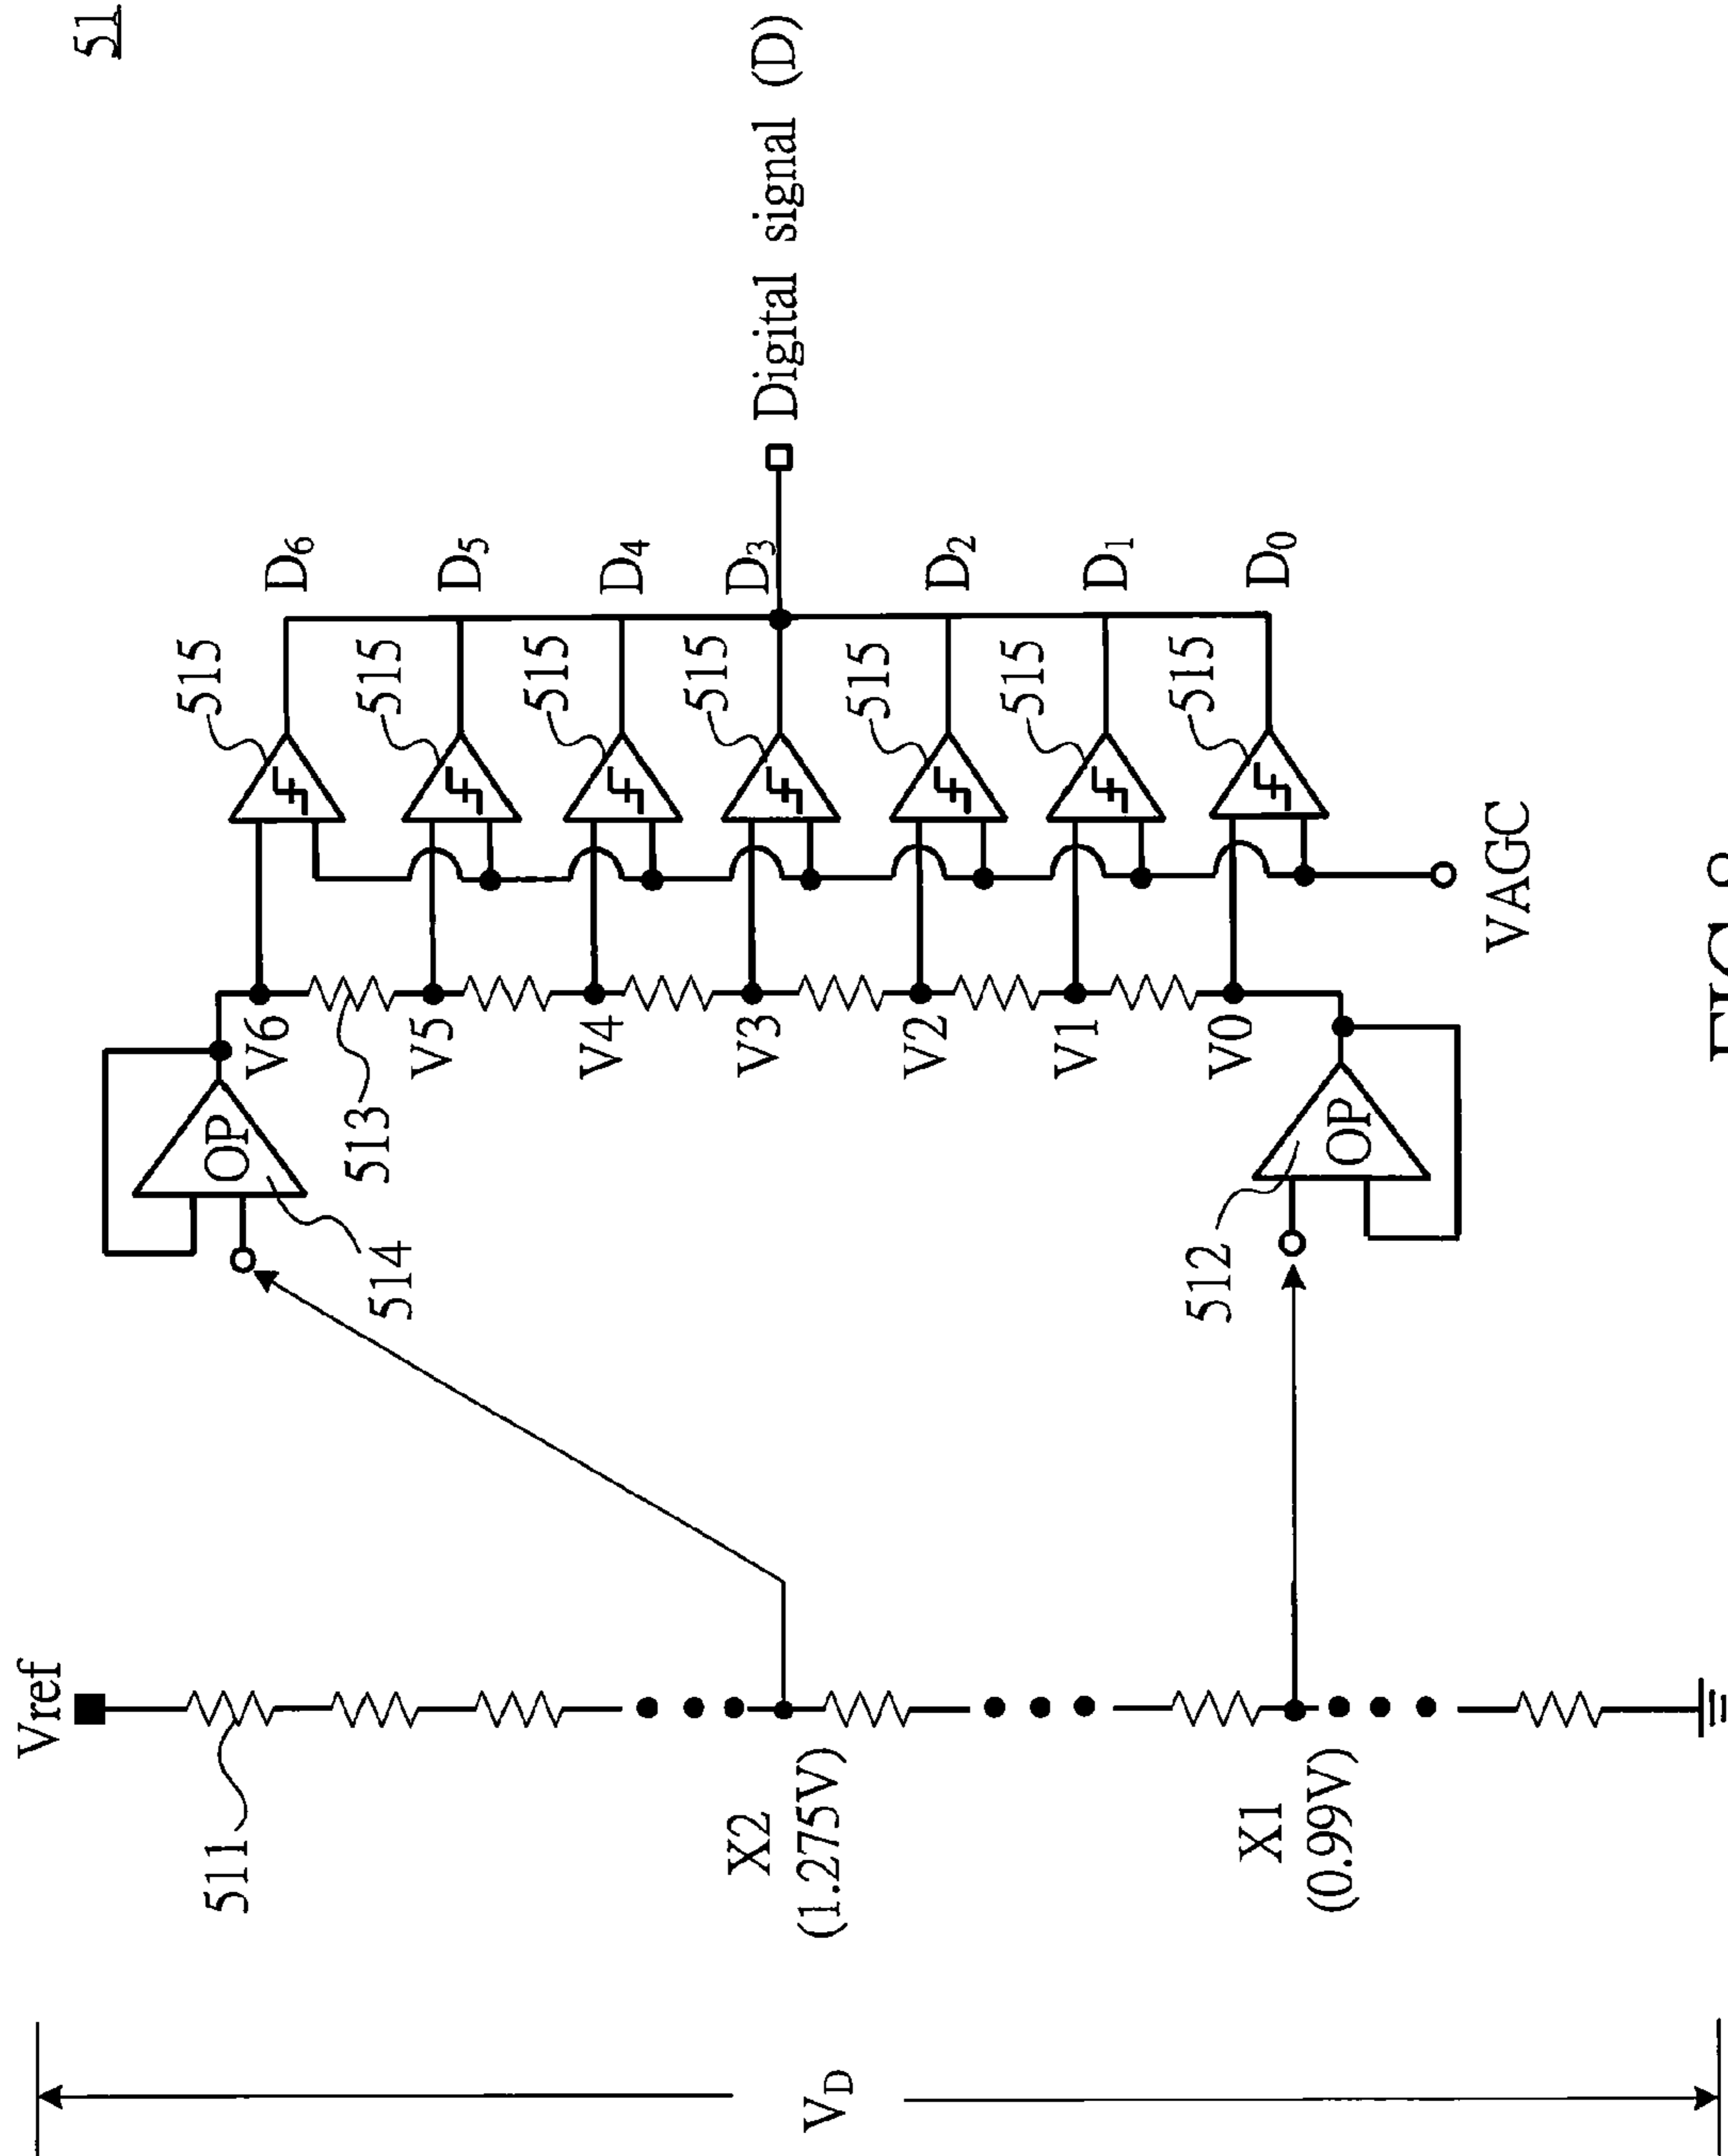 51
Vref
511
X2
(1.275V)
X1
(0.99V)
VD
OP
514
513
OP
512
V6
V5
V4
V3
V2
V1
V0
515
515
515
515
515
515
515
D6
D5
D4
D3
D2
D1
D0
VAGC
Digital signal (D)